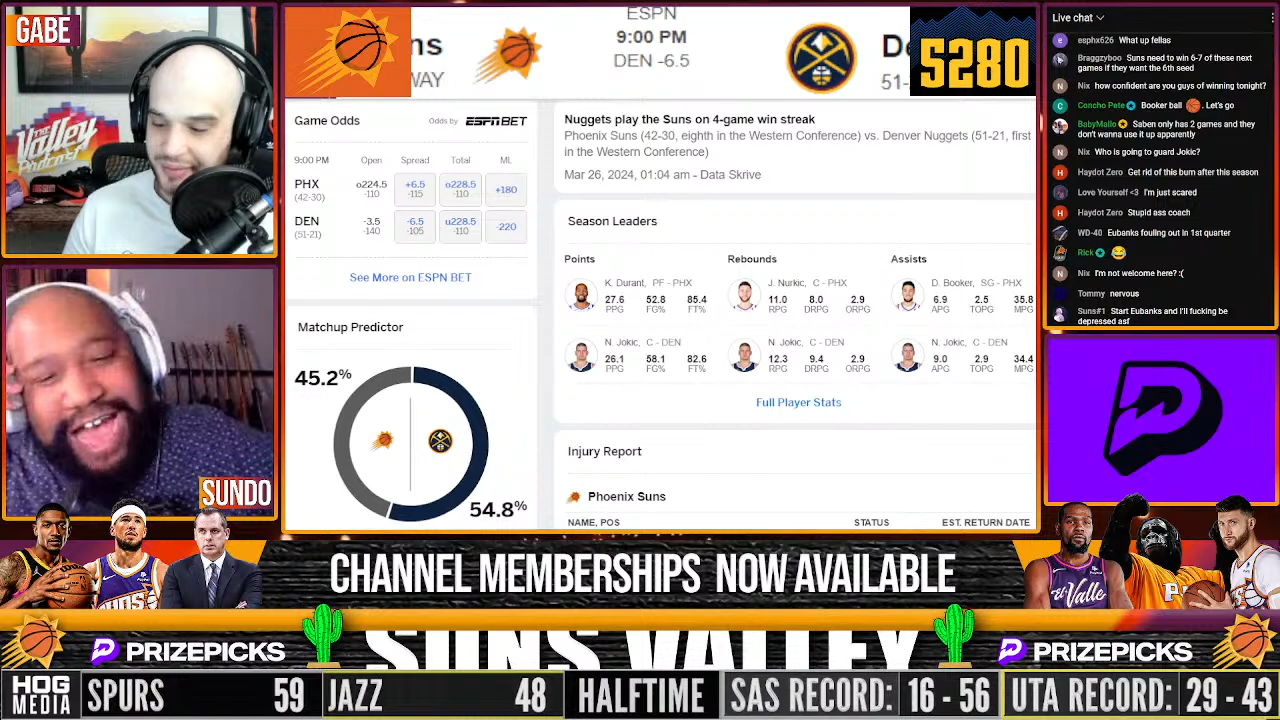 GABE
THE Valley
PODCAST
ns
WAY
ESPN
9:00 PM
DEN -6.5
De
51-
5280
Game Odds
Odds by ESPN BET
9:00 PM Open Spread Total ML
PHX o224.5 +6.5 o228.5 +180
(42-30) -110 -115 -110
DEN -3.5 -6.5 u228.5 -220
(51-21) -140 -105 -110
See More on ESPN BET
Matchup Predictor
45.2%
54.8%
Nuggets play the Suns on 4-game win streak
Phoenix Suns (42-30, eighth in the Western Conference) vs. Denver Nuggets (51-21, first
in the Western Conference)
Mar 26, 2024, 01:04 am - Data Skrive
Season Leaders
Points Rebounds Assists
K. Durant, PF - PHX J. Nurkic, C - PHX D. Booker, SG - PHX
27.6 52.8 85.4 11.0 8.0 2.9 6.9 2.5 35.8
PPG FG% FT% RPG DRPG ORPG APG TOPG MPG
N. Jokic, C - DEN N. Jokic, C - DEN N. Jokic, C - DEN
26.1 58.1 82.6 12.3 9.4 2.9 9.0 2.9 34.4
PPG FG% FT% RPG DRPG ORPG APG TOPG MPG
Full Player Stats
Injury Report
Phoenix Suns
NAME, POS STATUS EST. RETURN DATE
Live chat
esphx626 What up fellas
Braggzyboo Suns need to win 6-7 of these next
games if they want the 6th seed
Nix how confident are you guys of winning tonight?
Concho Pete Booker ball 🏀. Let's go
BabyMallo Saben only has 2 games and they
don't wanna use it up apparently
Nix Who is going to guard Jokic?
Haydot Zero Get rid of this bum after this season
Love Yourself <3 I'm just scared
Haydot Zero Stupid ass coach
WD-40 Eubanks fouling out in 1st quarter
Rick 😂
Nix I'm not welcome here? :(
Tommy nervous
Suns#1 Start Eubanks and I'll fucking be
depressed asf
SUNDO
CHANNEL MEMBERSHIPS NOW AVAILABLE
SUNS
El Valle
PRIZEPICKS
SUNS VALLEY
PRIZEPICKS
HOG
MEDIA
SPURS 59 JAZZ 48 HALFTIME SAS RECORD: 16 - 56 UTA RECORD: 29 - 43